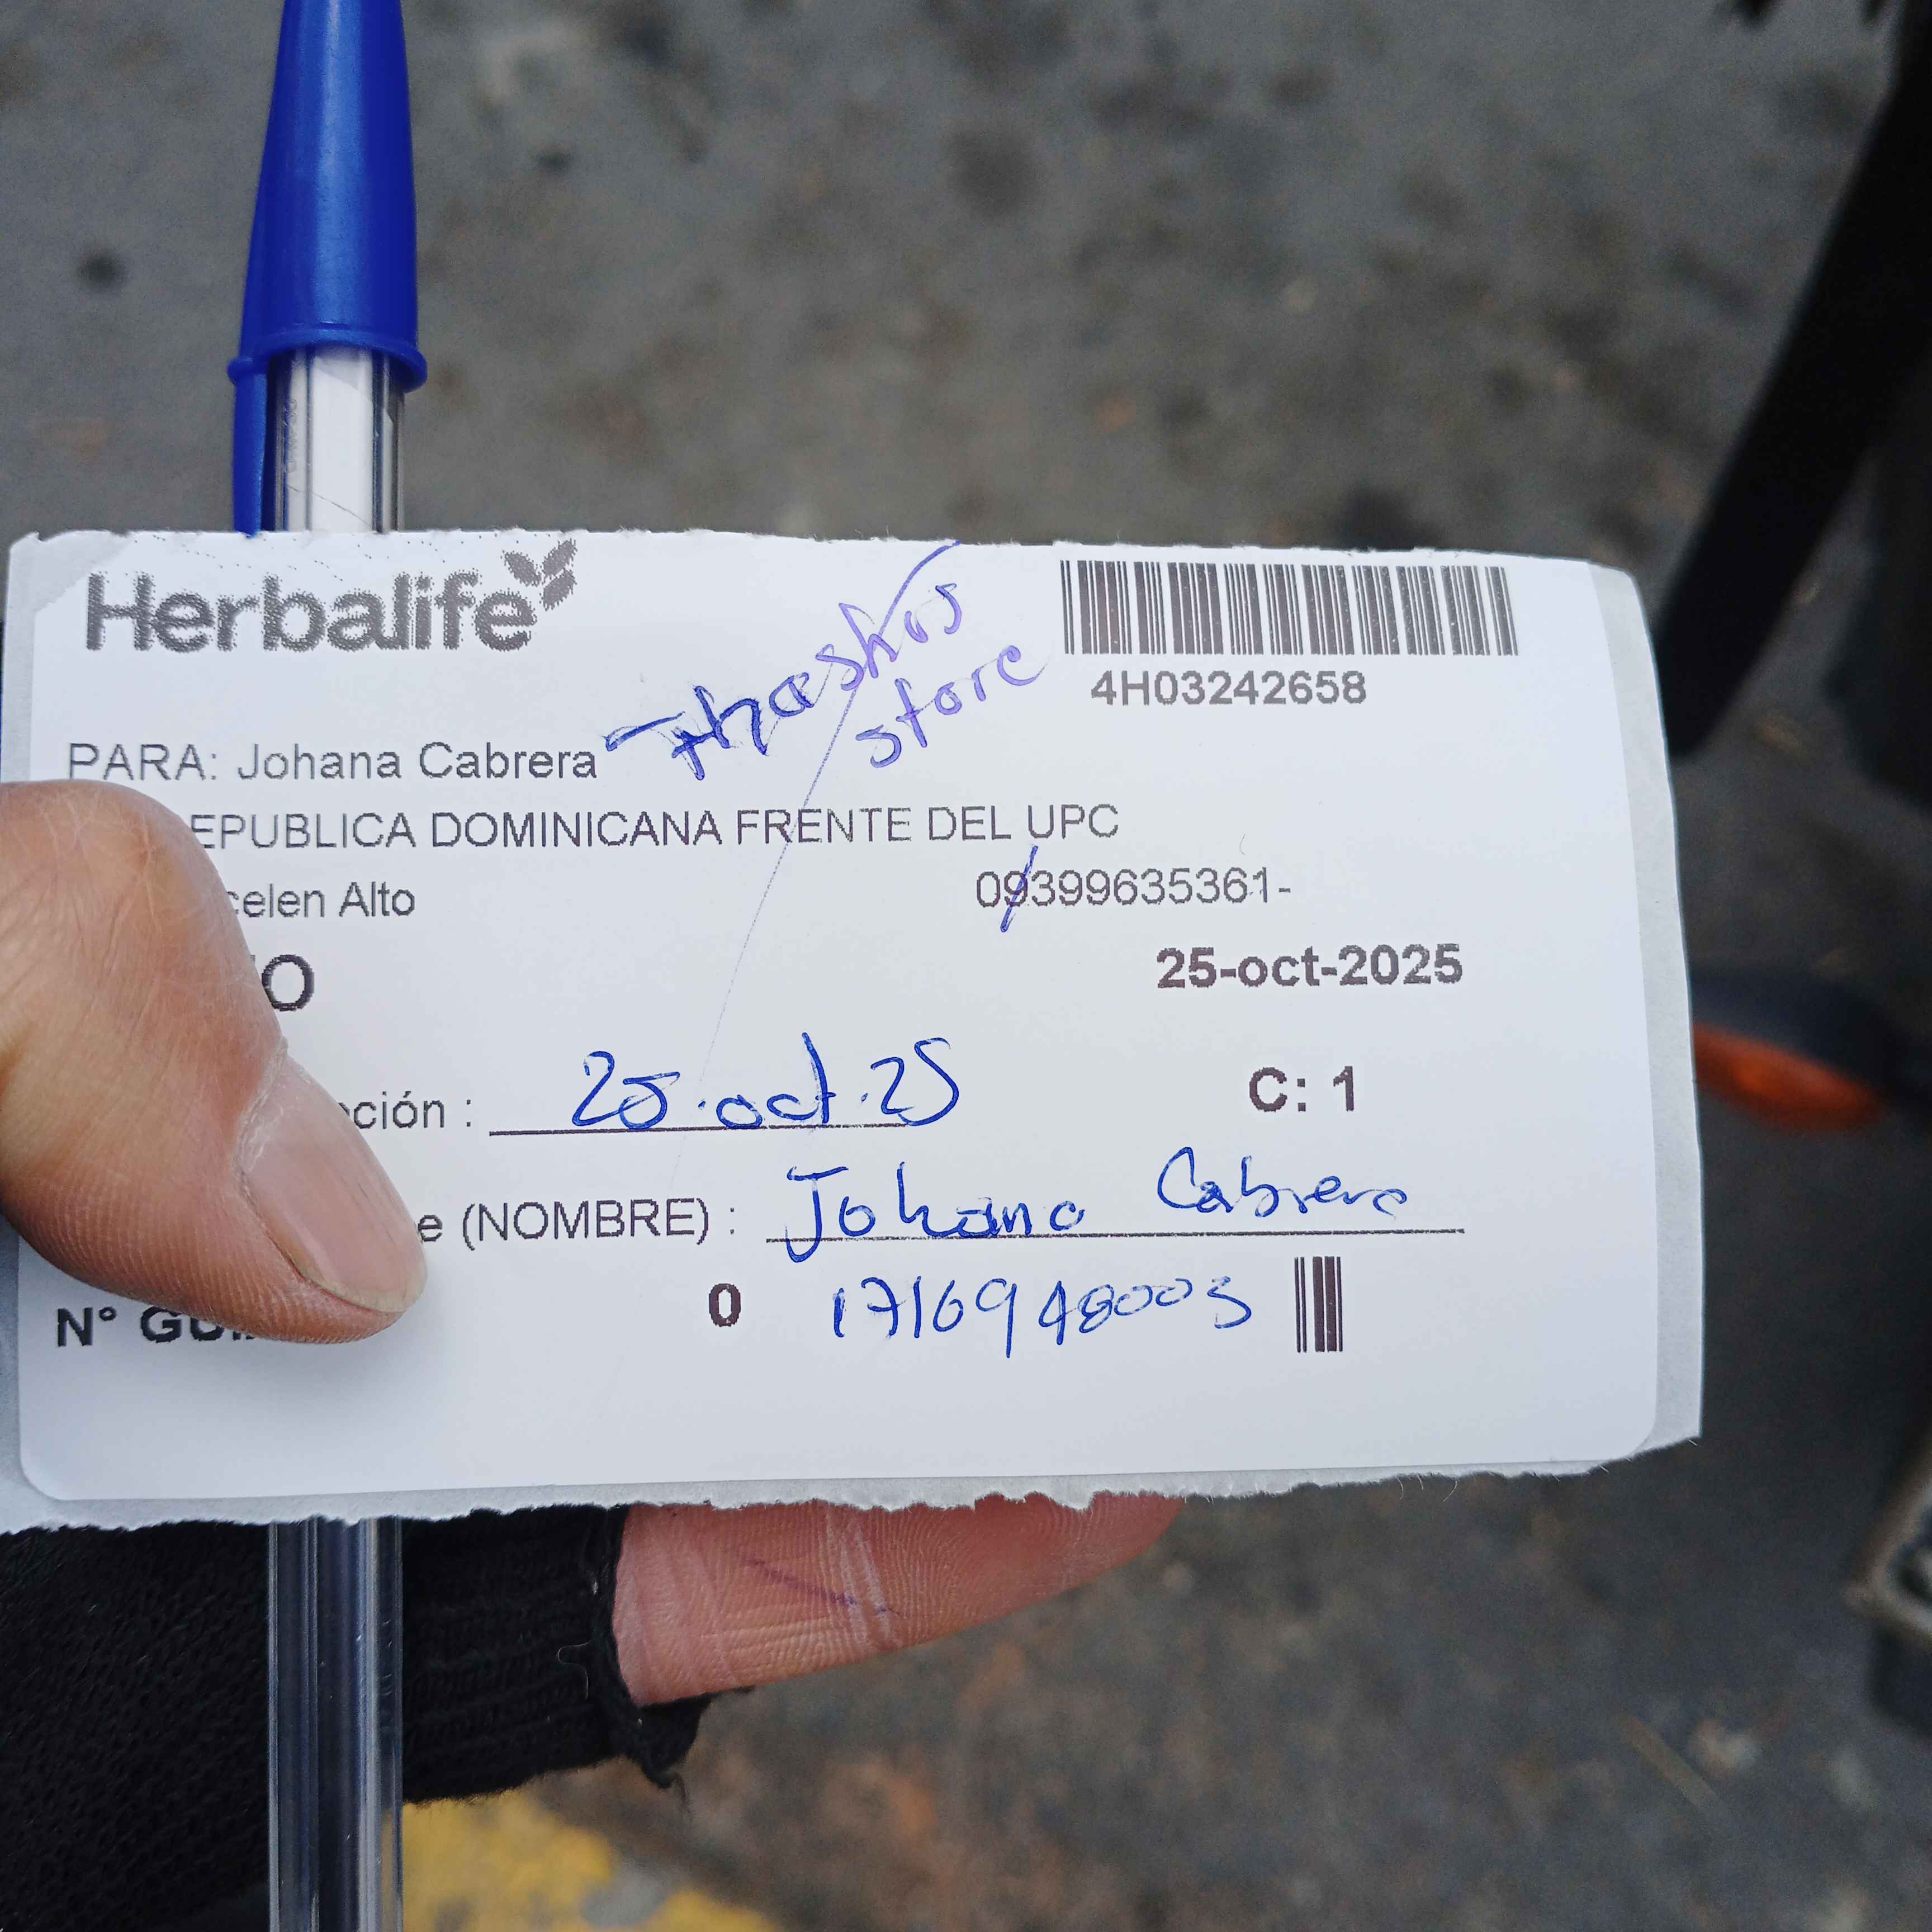 Herbalife
Thashos
store
4H03242658
PARA: Johana Cabrera
EPUBLICA DOMINICANA FRENTE DEL UPC
celen Alto
09399635361-
O
25-oct-2025
ción : 25.oct.25
C: 1
e (NOMBRE) : Johana Cabrera
N° GUI
0 1716948003